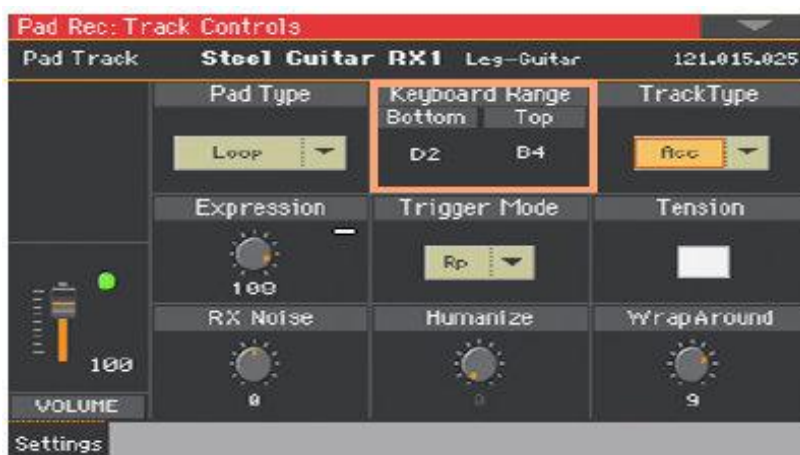 Pad Rec: Track Controls
Pad Track Steel Guitar RX1 Leg-Guitar 121.015.025
Pad Type Keyboard Range TrackType
Bottom Top
Loop D2 B4 Acc
Expression Trigger Mode Tension
Rp
100
RX Noise Humanize WrapAround
100
0 0 9
VOLUME
Settings